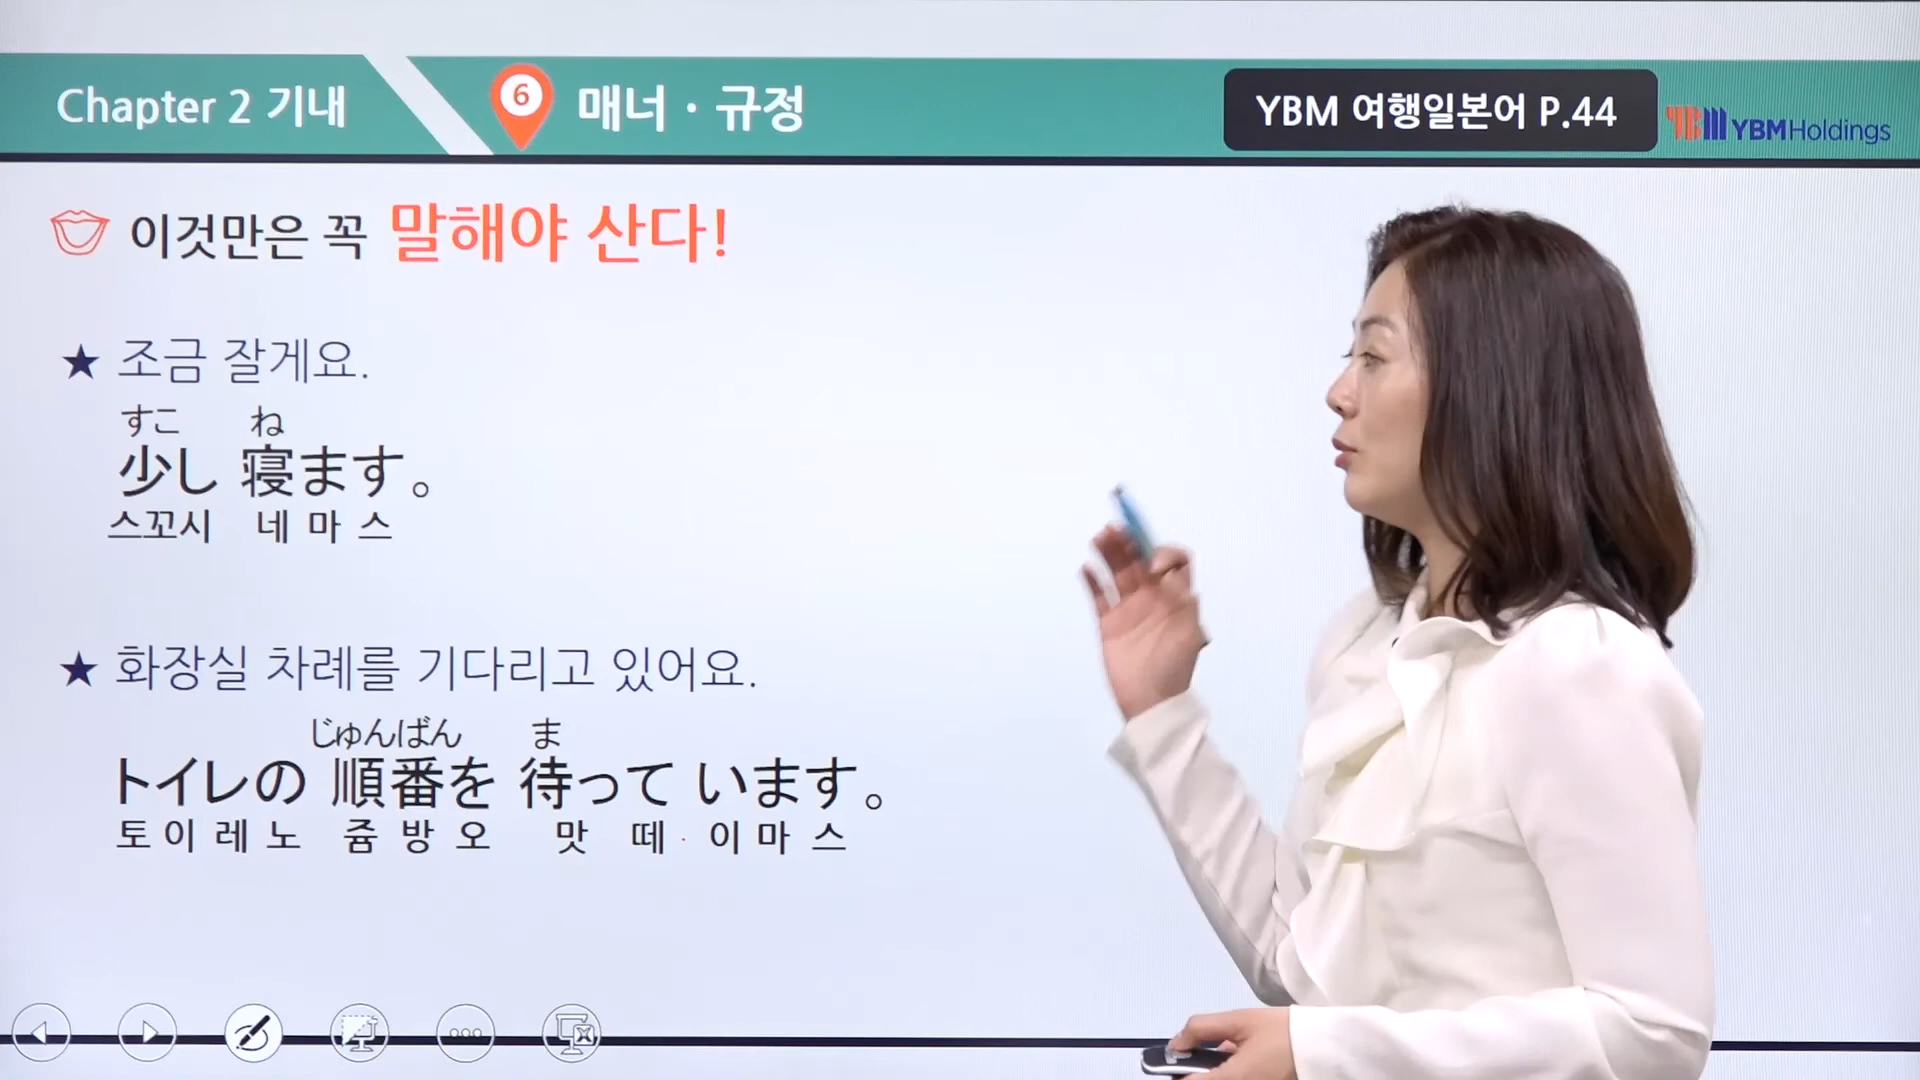 Chapter 2 기내
6 매너 · 규정
YBM 여행일본어 P.44
YBM YBMHoldings
이것만은 꼭 말해야 산다!
★ 조금 잘게요.
すこ ね
少し 寝ます。
스꼬시 네 마 스
★ 화장실 차례를 기다리고 있어요.
じゅんばん ま
トイレの 順番を 待って います。
토 이 레 노 쥼 방 오 맛 떼 이 마 스